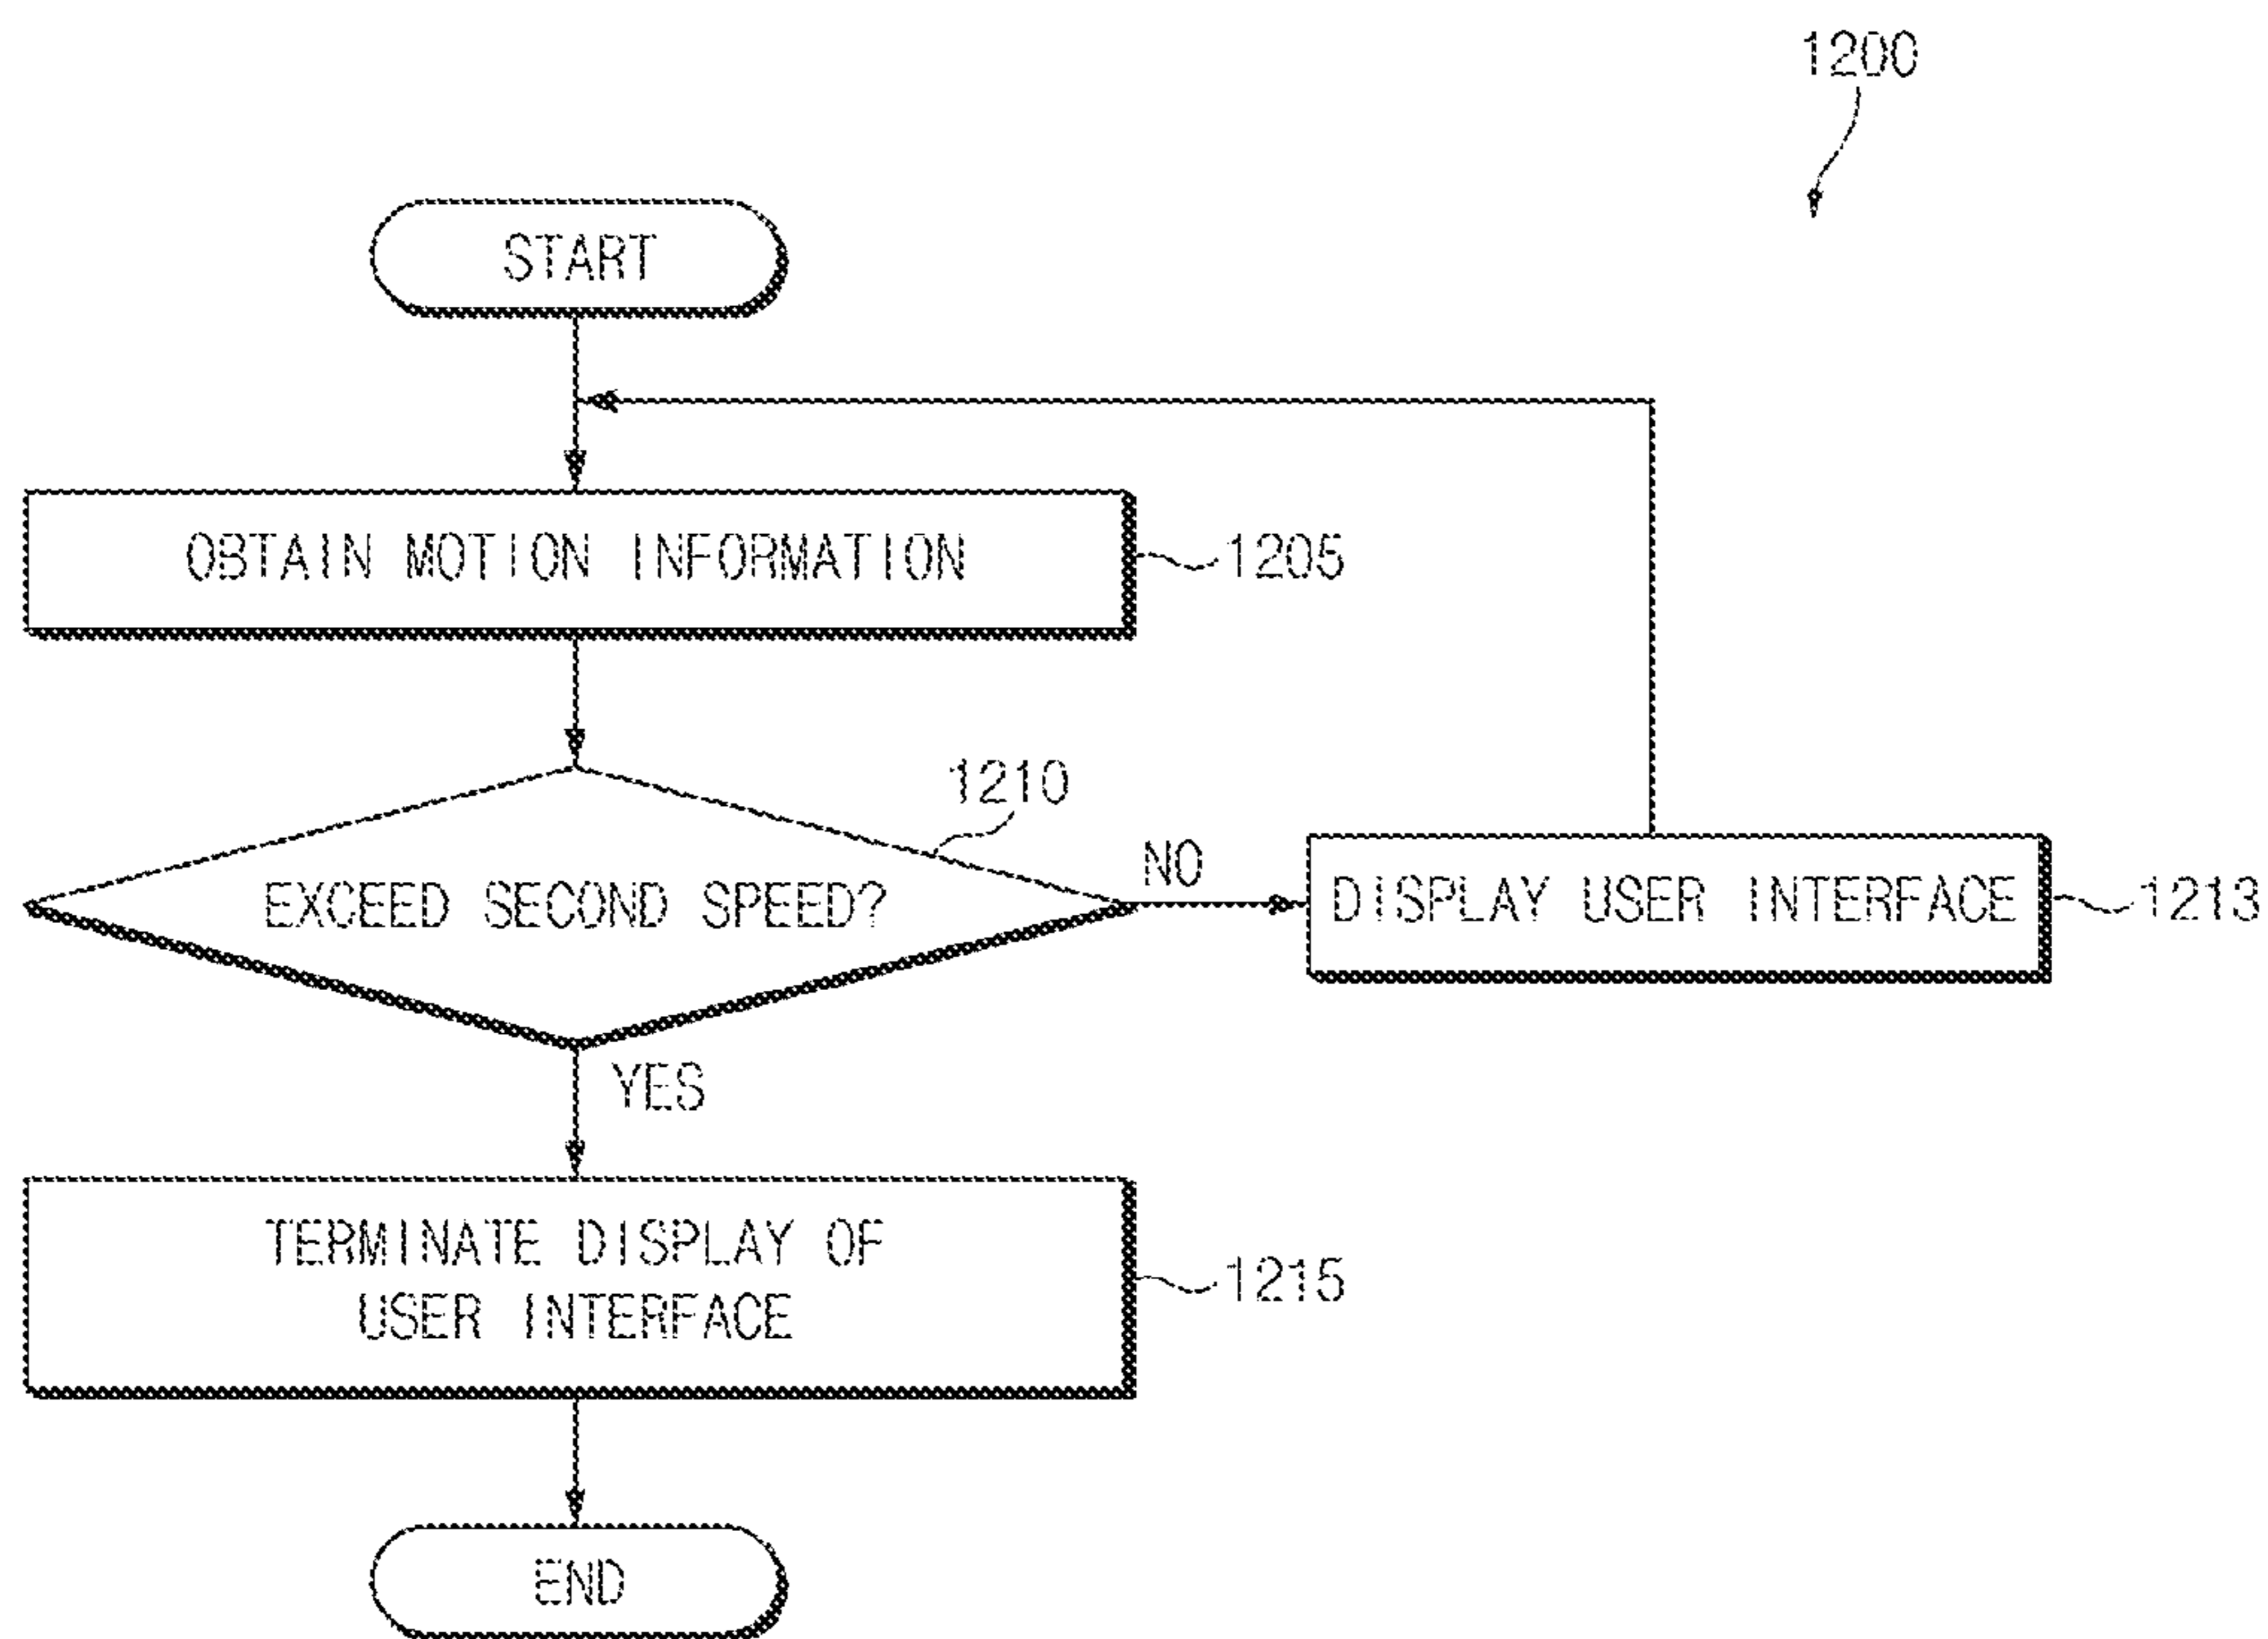 1200
START
OBTAIN MOTION INFORMATION
1205
1210
EXCEED SECOND SPEED?
NO
DISPLAY USER INTERFACE
1213
YES
TERMINATE DISPLAY OF
USER INTERFACE
1215
END